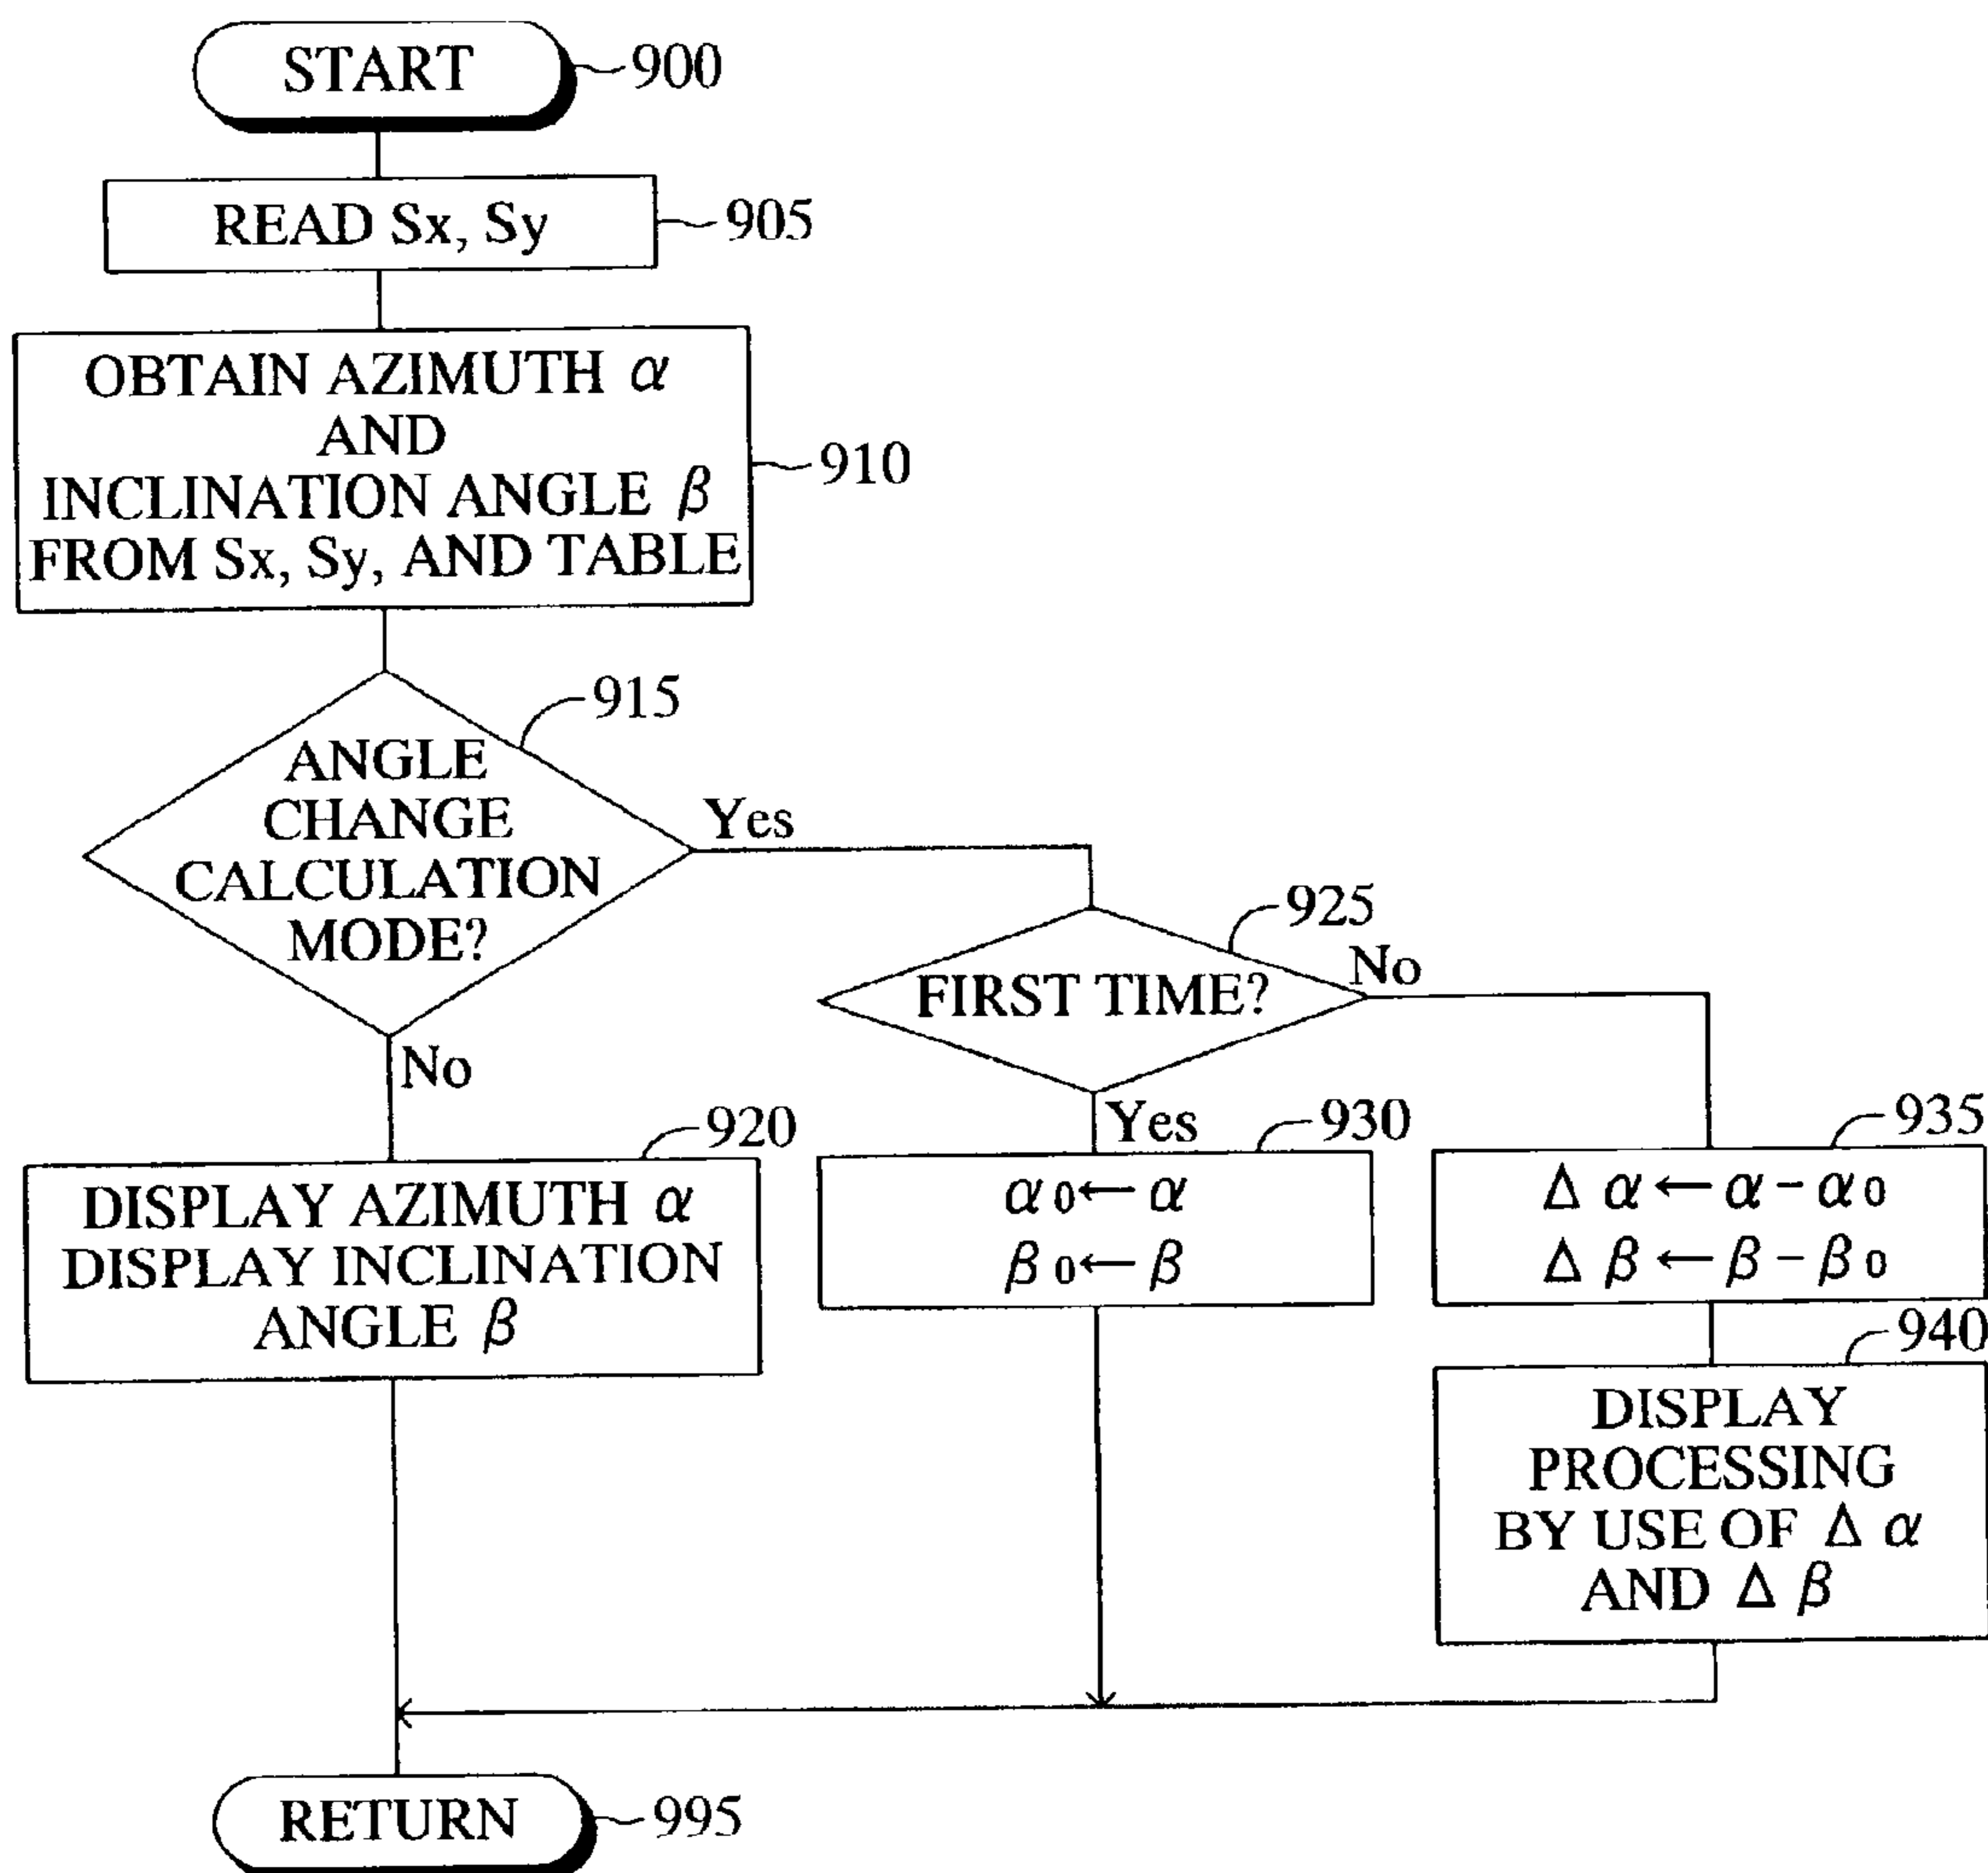 START
900
READ Sx, Sy
905
OBTAIN AZIMUTH α
AND
INCLINATION ANGLE β
FROM Sx, Sy, AND TABLE
910
915
ANGLE
CHANGE
CALCULATION
MODE?
Yes
No
925
FIRST TIME?
No
Yes
920
DISPLAY AZIMUTH α
DISPLAY INCLINATION
ANGLE β
930
α0←α
β0←β
935
Δα←α-α0
Δβ←β-β0
940
DISPLAY
PROCESSING
BY USE OF Δα
AND Δβ
RETURN
995